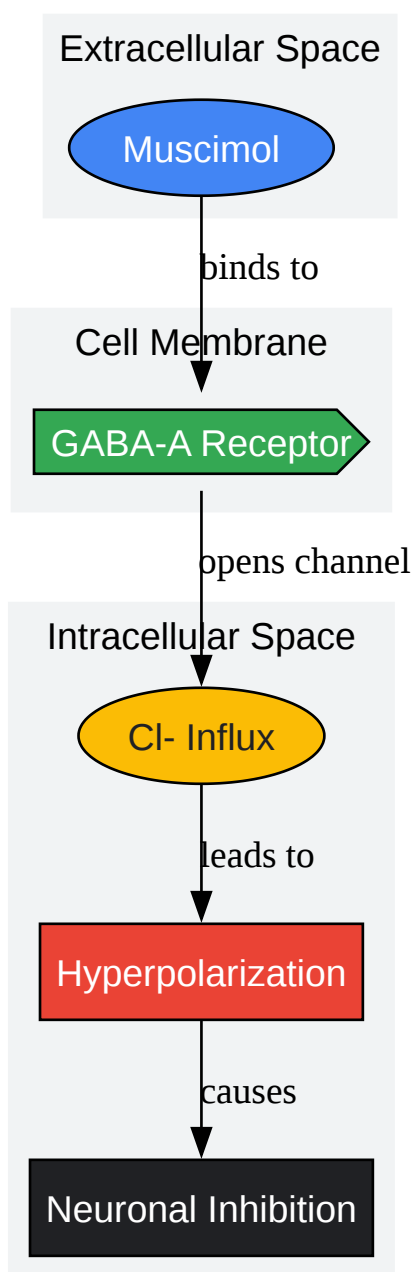 Extracellular Space
Muscimol
binds to
Cell Membrane
GABA-A Receptor
opens channel
Intracellular Space
Cl- Influx
leads to
Hyperpolarization
causes
Neuronal Inhibition